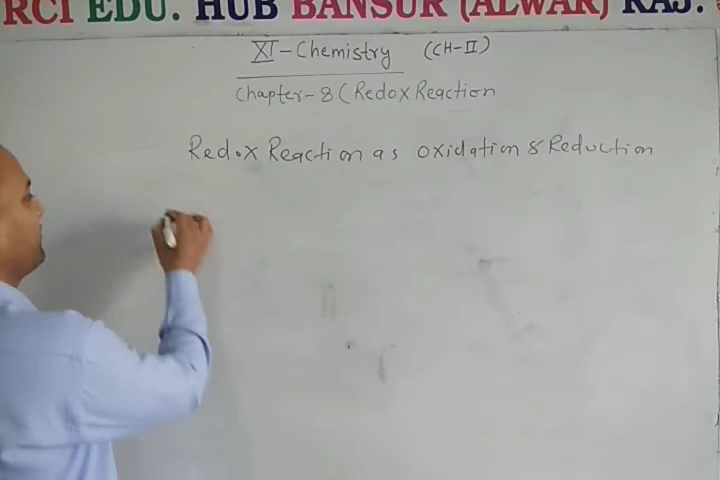 RCI EDU. HUB BANSUR (ALWAR) RAJ.
XI-Chemistry (CH-II)
Chapter-8 (Redox Reaction
Redox Reaction as oxidation & Reduction